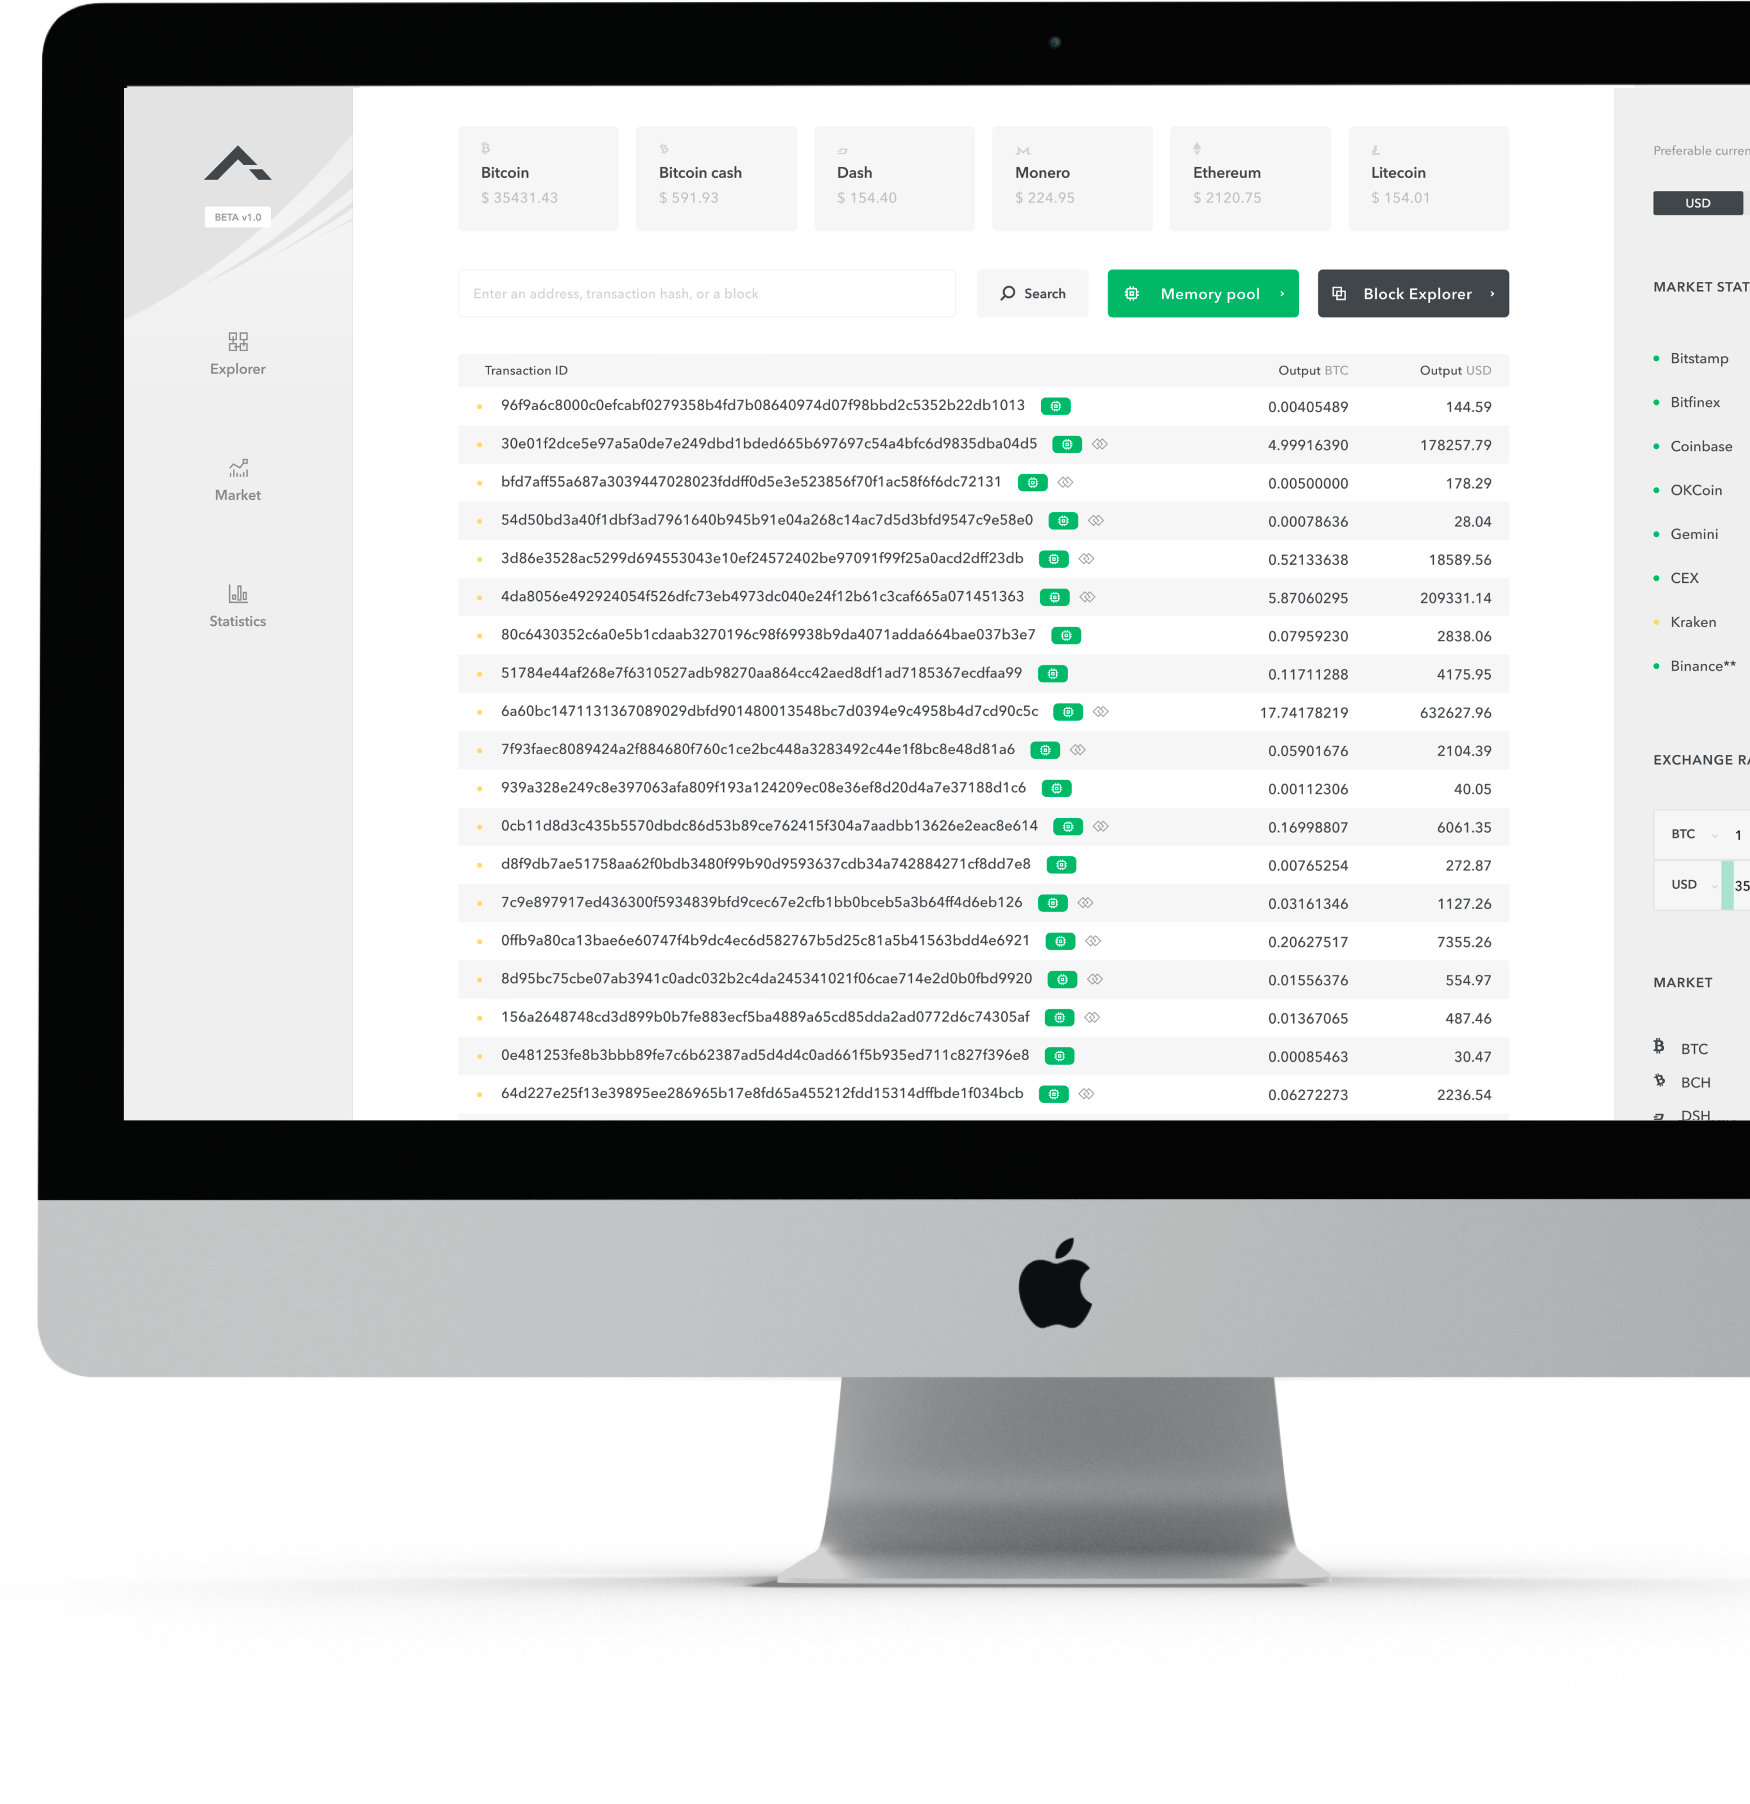 BETA v1.0
Explorer
Market
Statistics
Bitcoin
$ 35431.43
Bitcoin cash
$ 591.93
Dash
$ 154.40
Monero
$ 224.95
Ethereum
$ 2120.75
Litecoin
$ 154.01
Enter an address, transaction hash, or a block
Search
Memory pool
Block Explorer
Transaction ID Output BTC Output USD
96f9a6c8000c0efcabf0279358b4fd7b08640974d07f98bbd2c5352b22db1013 0.00405489 144.59
30e01f2dce5e97a5a0de7e249dbd1bded665b697697c54a4bfc6d9835dba04d5 4.99916390 178257.79
bfd7aff55a687a3039447028023fddff0d5e3e523856f70f1ac58f6f6dc72131 0.00500000 178.29
54d50bd3a40f1dbf3ad7961640b945b91e04a268c14ac7d5d3bfd9547c9e58e0 0.00078636 28.04
3d86e3528ac5299d694553043e10ef24572402be97091f99f25a0acd2dff23db 0.52133638 18589.56
4da8056e492924054f526dfc73eb4973dc040e24f12b61c3caf665a071451363 5.87060295 209331.14
80c6430352c6a0e5b1cdaab3270196c98f69938b9da4071adda664bae037b3e7 0.07959230 2838.06
51784e44af268e7f6310527adb98270aa864cc42aed8df1ad7185367ecdfaa99 0.11711288 4175.95
6a60bc1471131367089029dbfd901480013548bc7d0394e9c4958b4d7cd90c5c 17.74178219 632627.96
7f93faec8089424a2f884680f760c1ce2bc448a3283492c44e1f8bc8e48d81a6 0.05901676 2104.39
939a328e249c8e397063afa809f193a124209ec08e36ef8d20d4a7e37188d1c6 0.00112306 40.05
0cb11d8d3c435b5570dbdc86d53b89ce762415f304a7aadbb13626e2eac8e614 0.16998807 6061.35
d8f9db7ae51758aa62f0bdb3480f99b90d9593637cdb34a742884271cf8dd7e8 0.00765254 272.87
7c9e897917ed436300f5934839bfd9cec67e2cfb1bb0bceb5a3b64ff4d6eb126 0.03161346 1127.26
0ffb9a80ca13bae6e60747f4b9dc4ec6d582767b5d25c81a5b41563bdd4e6921 0.20627517 7355.26
8d95bc75cbe07ab3941c0adc032b2c4da245341021f06cae714e2d0b0fbd9920 0.01556376 554.97
156a2648748cd3d899b0b7fe883ecf5ba4889a65cd85dda2ad0772d6c74305af 0.01367065 487.46
0e481253fe8b3bbb89fe7c6b62387ad5d4d4c0ad661f5b935ed711c827f396e8 0.00085463 30.47
64d227e25f13e39895ee286965b17e8fd65a455212fdd15314dffbde1f034bcb 0.06272273 2236.54
Preferable curren
USD
MARKET STAT
Bitstamp
Bitfinex
Coinbase
OKCoin
Gemini
CEX
Kraken
Binance**
EXCHANGE RA
BTC 1
USD 35
MARKET
BTC
BCH
DSH